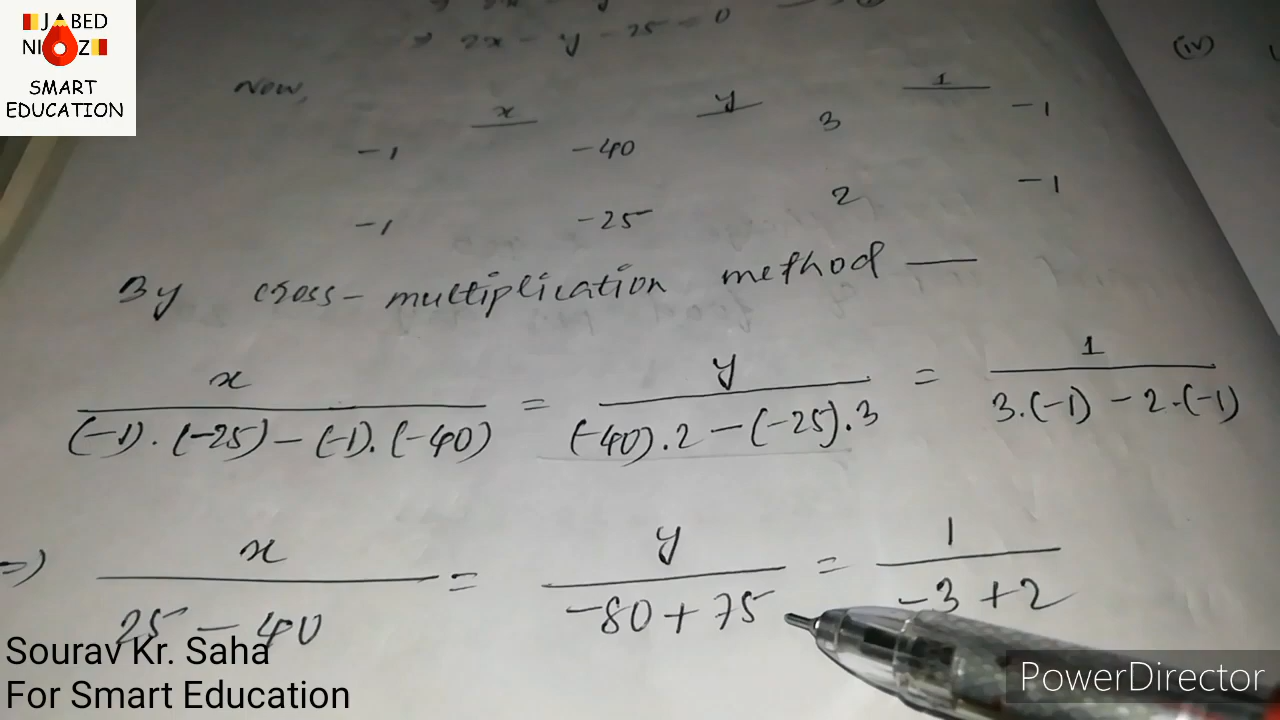 JABED
NIOZ
SMART
EDUCATION
⇒ 2x - y - 25 = 0
(iv)
Now,
x y 1
-1 -40 3 -1
-1 -25 2 -1
By cross-multiplication method —
x/((-1).(-25)-(-1).(-40)) = y/((-40).2-(-25).3) = 1/(3.(-1)-2.(-1))
=> x/(25-40) = y/(-80+75) = 1/(-3+2)
Sourav Kr. Saha
For Smart Education
PowerDirector